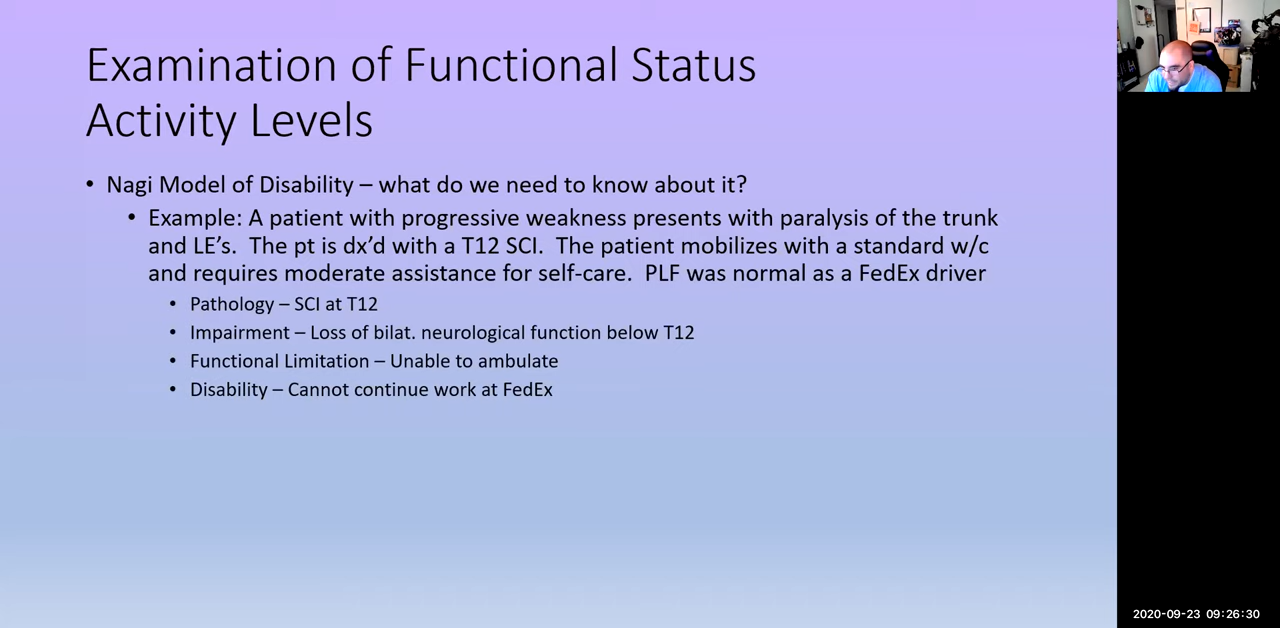 Examination of Functional Status
Activity Levels
• Nagi Model of Disability – what do we need to know about it?
• Example: A patient with progressive weakness presents with paralysis of the trunk
and LE’s.  The pt is dx’d with a T12 SCI.  The patient mobilizes with a standard w/c
and requires moderate assistance for self-care.  PLF was normal as a FedEx driver
• Pathology – SCI at T12
• Impairment – Loss of bilat. neurological function below T12
• Functional Limitation – Unable to ambulate
• Disability – Cannot continue work at FedEx
2020-09-23 09:26:30